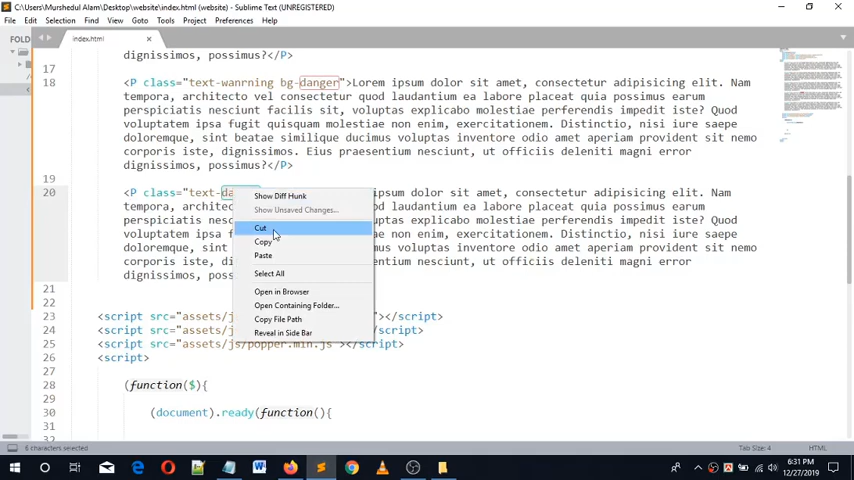 C:\Users\Murshedul Alam\Desktop\website\index.html (website) - Sublime Text (UNREGISTERED)
File Edit Selection Find View Goto Tools Project Preferences Help
FOLD
index.html
dignissimos, possimus?</P>
17
18 <P class="text-wanrning bg-danger">Lorem ipsum dolor sit amet, consectetur adipisicing elit. Nam
tempora, architecto vel consectetur quod laudantium ea labore placeat quia possimus earum
perspiciatis nesciunt facilis sit, voluptas explicabo molestiae perferendis impedit iste? Quod
voluptatem ipsa fugit quisquam molestiae non enim, exercitationem. Distinctio, nisi iure saepe
doloremque, sint beatae similique ducimus voluptatem inventore odio amet aperiam provident sit nemo
corporis iste, dignissimos. Eius praesentium nesciunt, ut officiis deleniti magni error
dignissimos, possimus?</P>
19
20 <P class="text-
ipsum dolor sit amet, consectetur adipisicing elit. Nam
tempora, archite
laudantium ea labore placeat quia possimus earum
perspiciatis nes
voluptas explicabo molestiae perferendis impedit iste? Quod
voluptatem ipsa
molestiae non enim, exercitationem. Distinctio, nisi iure saepe
doloremque, sin
voluptatem inventore odio amet aperiam provident sit nemo
corporis iste, d
nesciunt, ut officiis deleniti magni error
dignissimos, pos
Show Diff Hunk
Show Unsaved Changes...
Cut
Copy
Paste
Select All
Open in Browser
Open Containing Folder...
Copy File Path
Reveal in Side Bar
21
22
23 <script src="assets/j "></script>
24 <script src="assets/j </script>
25 <script src="assets/js/popper.min.js"></script>
26 <script>
27
28 (function($){
29
30 (document).ready(function(){
31
6 characters selected
Tab Size: 4
HTML
6:31 PM
12/27/2019